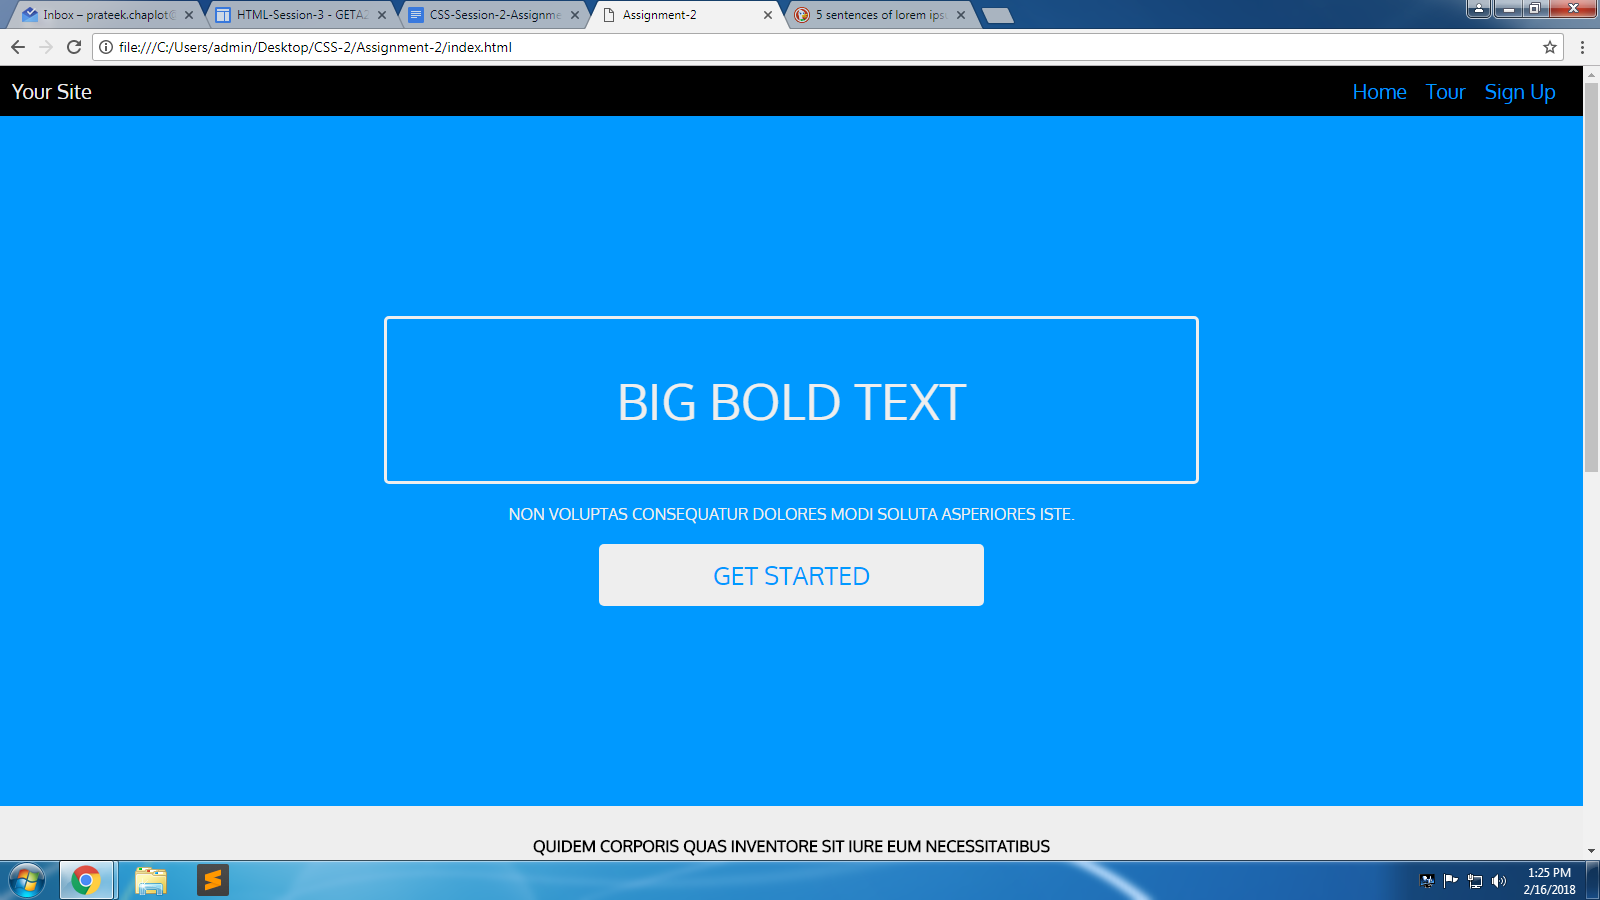 Inbox – prateek.chaplot@
HTML-Session-3 - GETA2
CSS-Session-2-Assignme
Assignment-2
5 sentences of lorem ipsu
file:///C:/Users/admin/Desktop/CSS-2/Assignment-2/index.html
Your Site
Home Tour Sign Up
BIG BOLD TEXT
NON VOLUPTAS CONSEQUATUR DOLORES MODI SOLUTA ASPERIORES ISTE.
GET STARTED
QUIDEM CORPORIS QUAS INVENTORE SIT IURE EUM NECESSITATIBUS
1:25 PM
2/16/2018